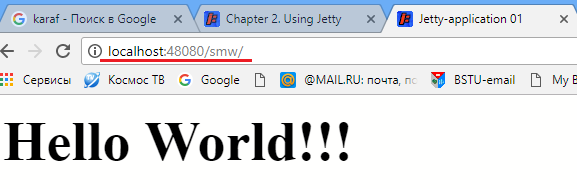 karaf - Поиск в Google
Chapter 2. Using Jetty
Jetty-application 01
localhost:48080/smw/
Сервисы
Космос ТВ
Google
@MAIL.RU: почта, по
BSTU-email
My B
Hello World!!!